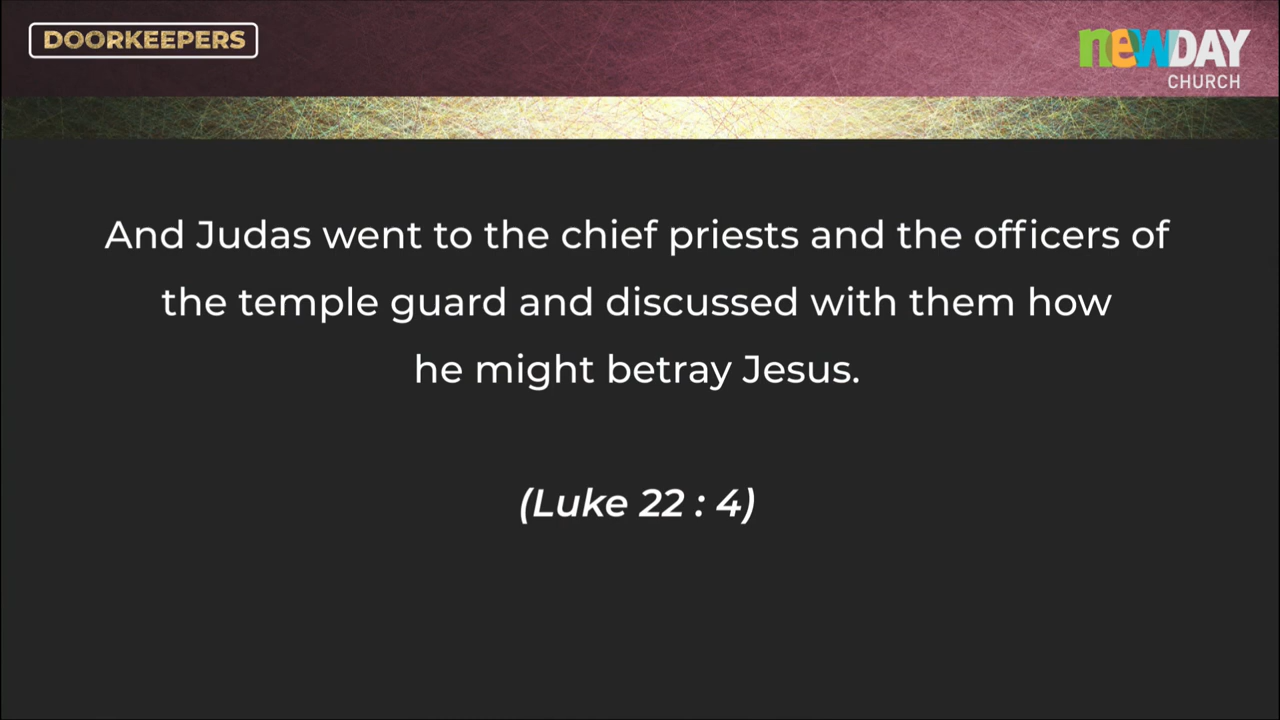 DOORKEEPERS
newDAY
CHURCH
And Judas went to the chief priests and the officers of
the temple guard and discussed with them how
he might betray Jesus.
(Luke 22 : 4)